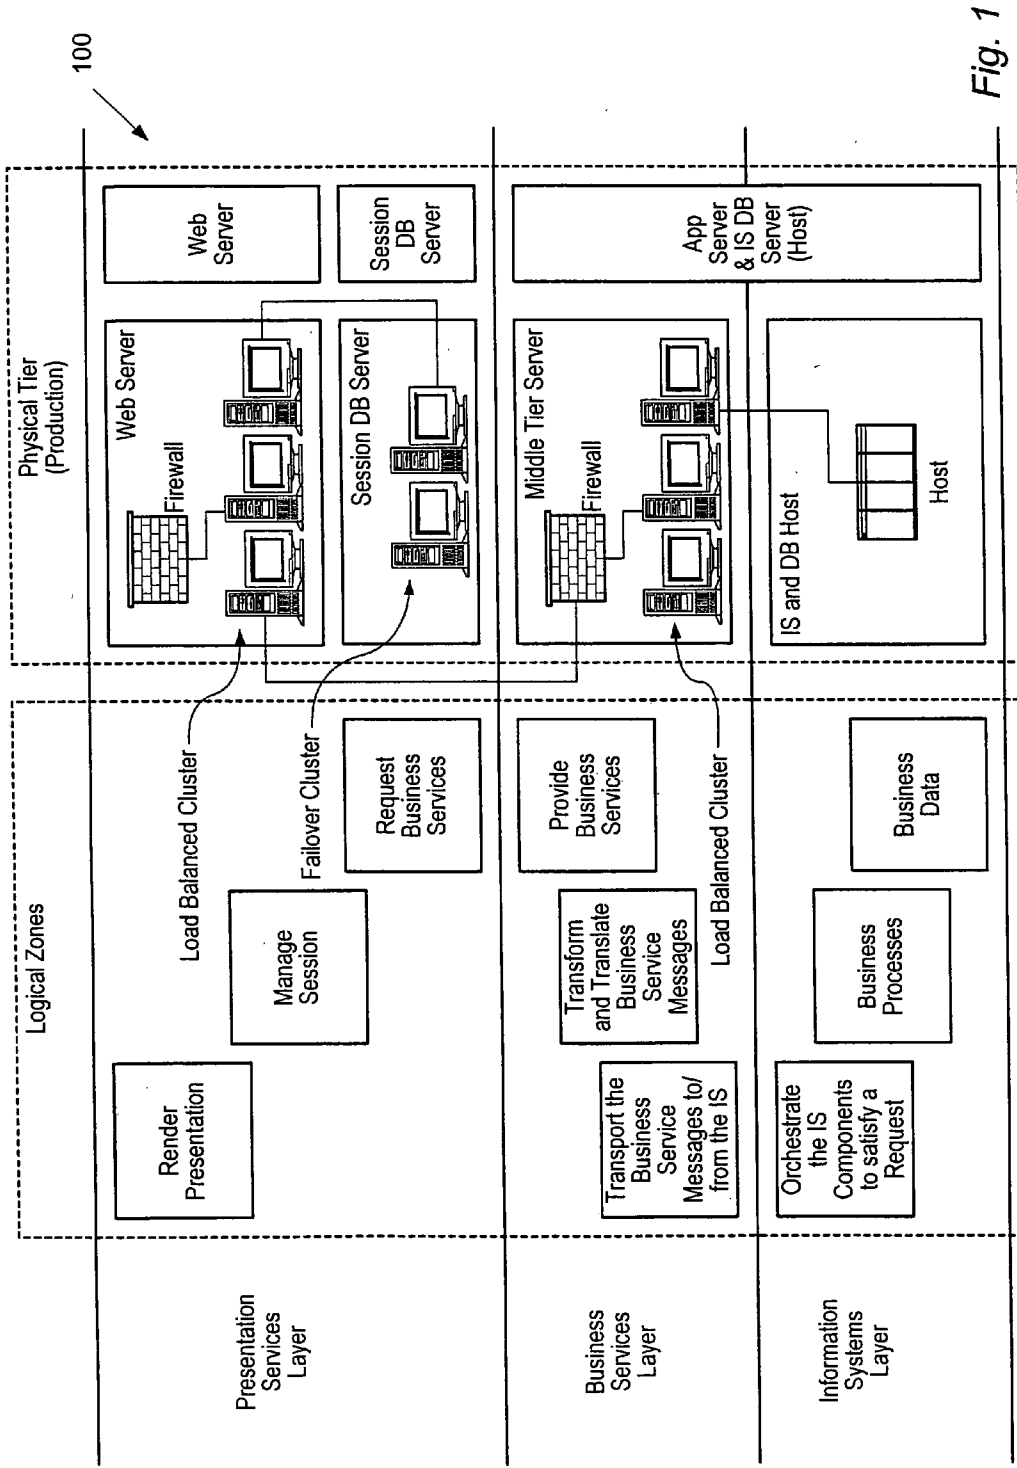 100
Logical Zones
Physical Tier
(Production)
Presentation
Services
Layer
Render
Presentation
Manage
Session
Request
Business
Services
Load Balanced Cluster
Failover Cluster
Web Server
Firewall
Session DB Server
Web
Server
Session
DB
Server
Business
Services
Layer
Transport the
Business
Service
Messages to/
from the IS
Transform
and Translate
Business
Service
Messages
Provide
Business
Services
Load Balanced Cluster
Middle Tier Server
Firewall
App
Server
& IS DB
Server
(Host)
Information
Systems
Layer
Orchestrate
the IS
Components
to satisfy a
Request
Business
Processes
Business
Data
IS and DB Host
Host
Fig. 1